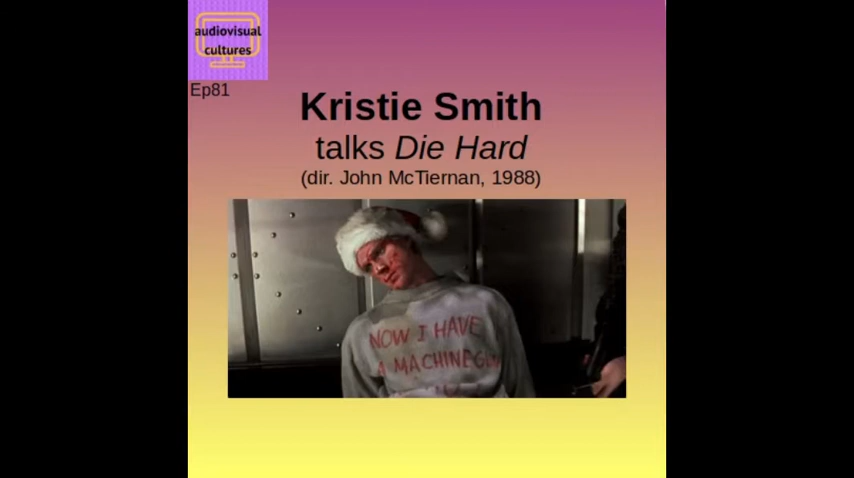 audiovisual
cultures
Ep81
Kristie Smith
talks Die Hard
(dir. John McTiernan, 1988)
NOW I HAVE
A MACHINE